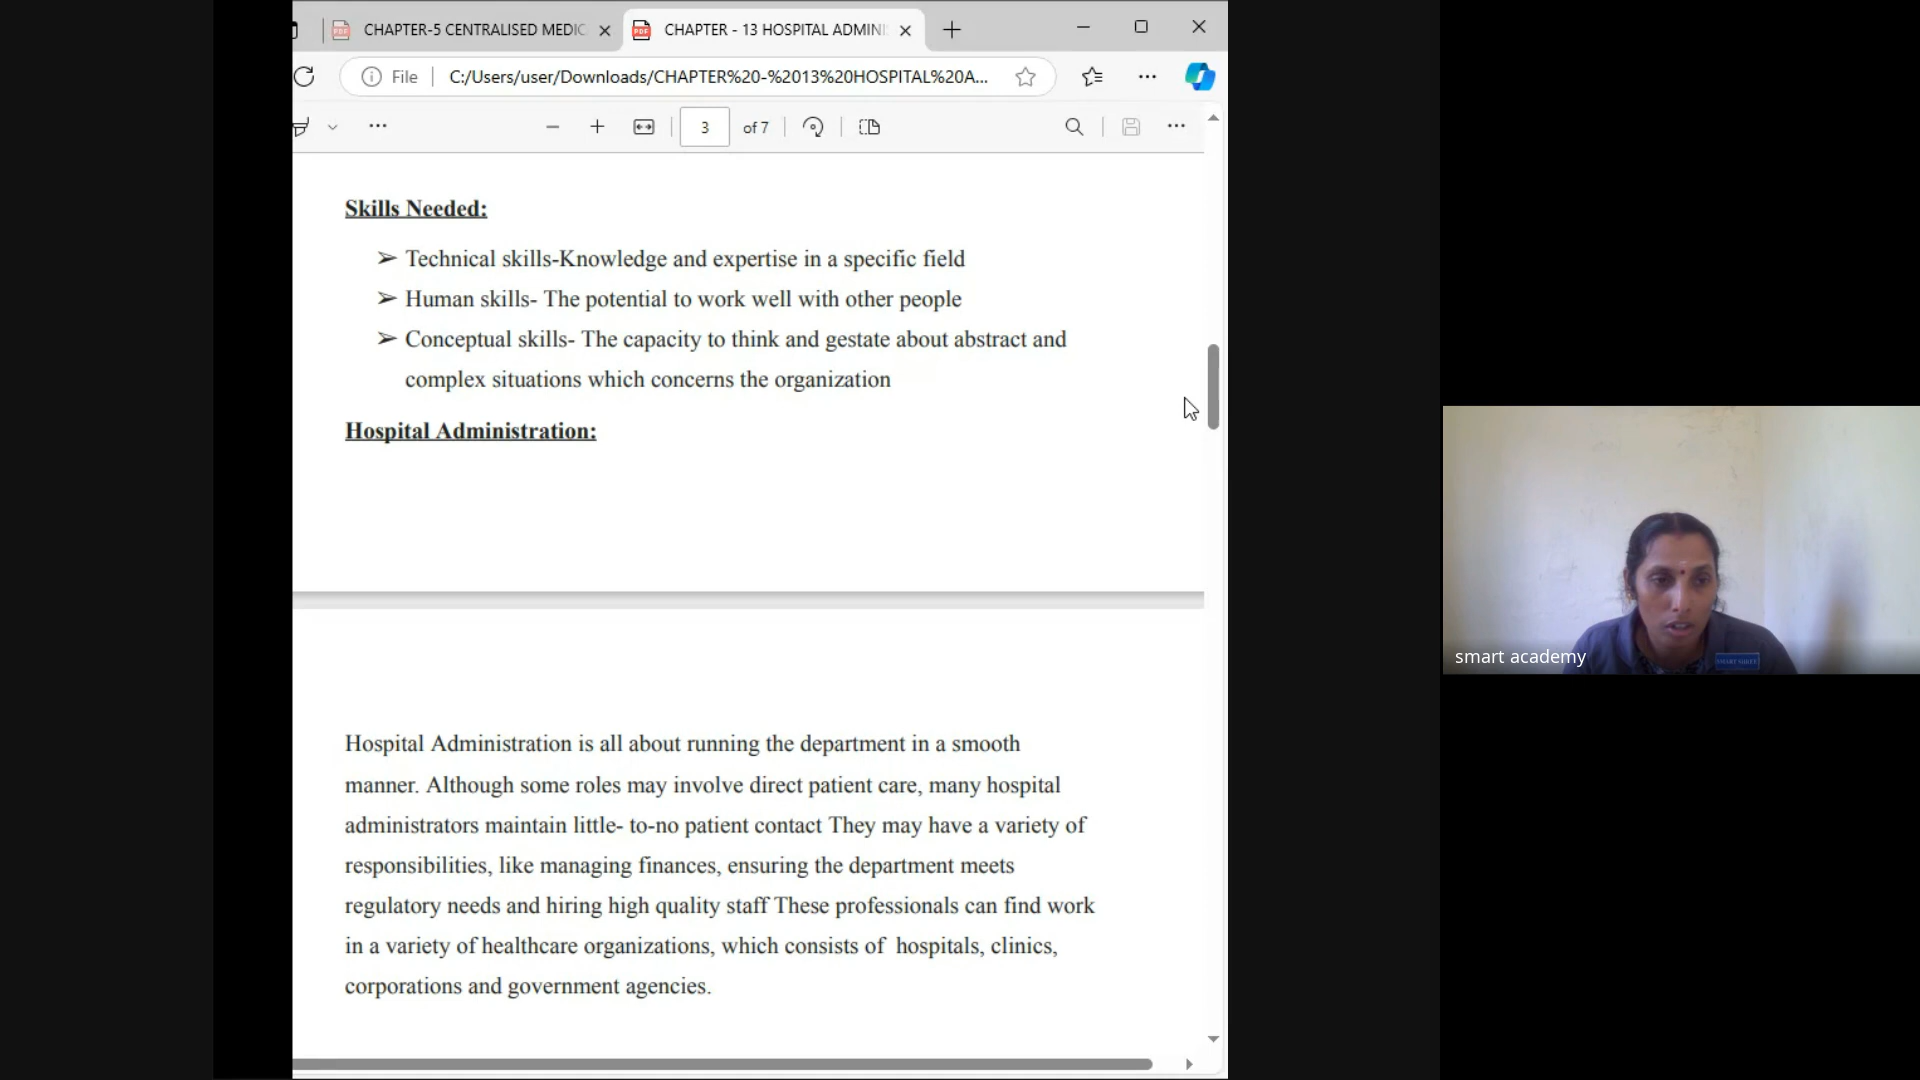 CHAPTER-5 CENTRALISED MEDIC
CHAPTER - 13 HOSPITAL ADMINI
File
C:/Users/user/Downloads/CHAPTER%20-%2013%20HOSPITAL%20A...
3 of 7
Skills Needed:
➢ Technical skills-Knowledge and expertise in a specific field
➢ Human skills- The potential to work well with other people
➢ Conceptual skills- The capacity to think and gestate about abstract and
complex situations which concerns the organization
Hospital Administration:
Hospital Administration is all about running the department in a smooth
manner. Although some roles may involve direct patient care, many hospital
administrators maintain little- to-no patient contact They may have a variety of
responsibilities, like managing finances, ensuring the department meets
regulatory needs and hiring high quality staff These professionals can find work
in a variety of healthcare organizations, which consists of  hospitals, clinics,
corporations and government agencies.
smart academy